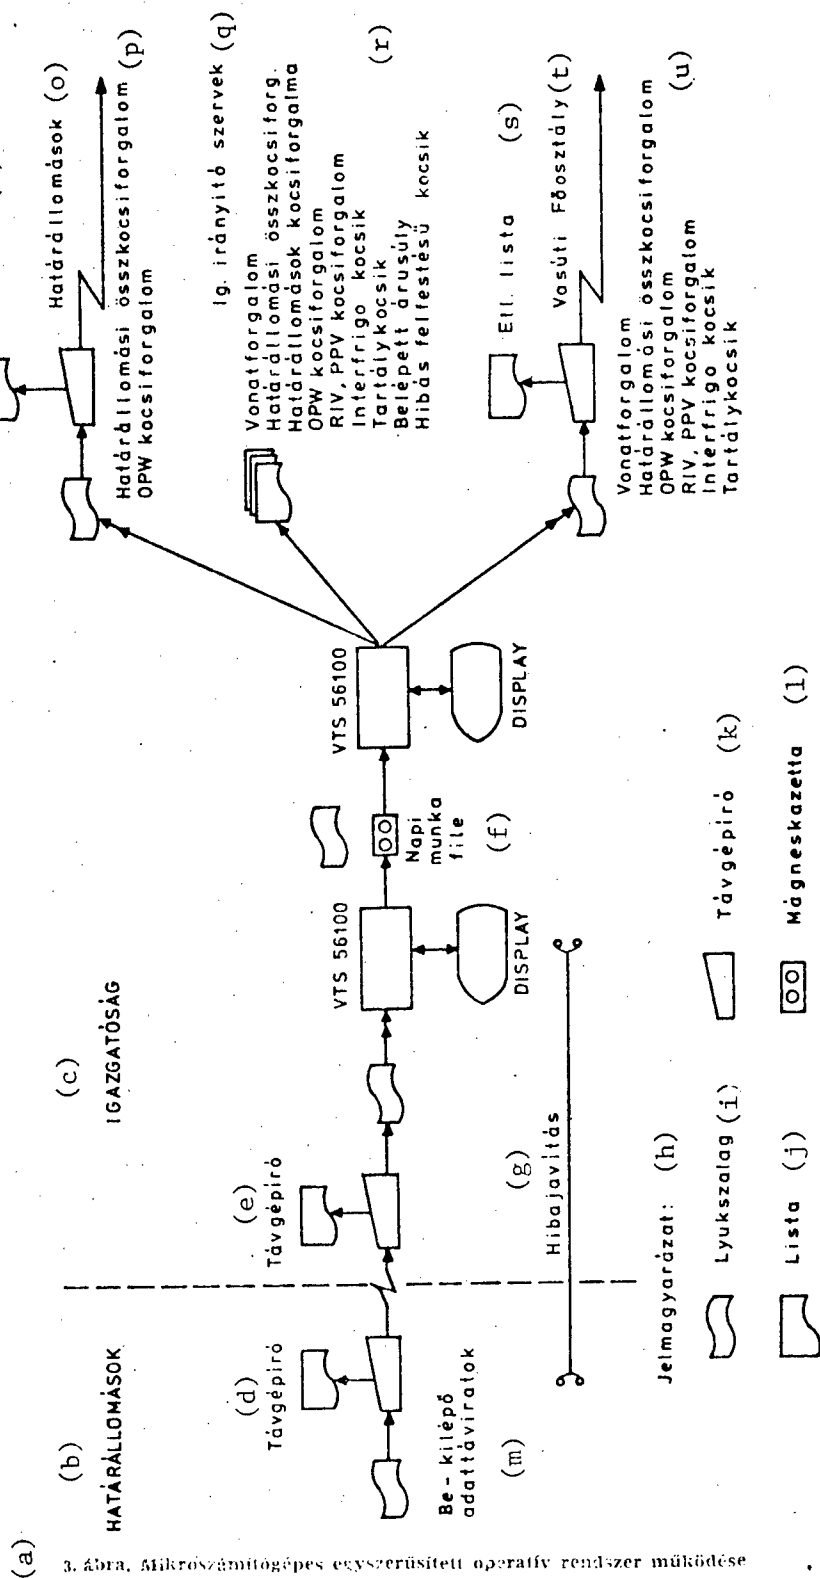 (a)
3. ábra. Mikroszámítógépes egyszerűsített operatív rendszer működése
(b)
HATÁRÁLLOMÁSOK
(c)
IGAZGATÓSÁG
(d)
Távgépíró
(e)
Távgépíró
Be- kilépő
adattáviratok
(m)
VTS 56100
DISPLAY
Napi
munka
file
(f)
VTS 56100
DISPLAY
(g)
Hibajavítás
Határállomások (o)
Határállomási összkocsiforgalom
OPW kocsiforgalom
(p)
Ig. irányító szervek (q)
Vonatforgalom
Határállomási összkocsiforg.
Határállomások kocsiforgalma
OPW kocsiforgalom
RIV, PPV kocsiforgalom
Interfrigo kocsik
Tartálykocsik
Belépett árusúly
Hibás felfestésü kocsik
(r)
Ell. lista (s)
Vasúti Főosztály (t)
Vonatforgalom
Határállomási összkocsiforgalom
OPW kocsiforgalom
RIV, PPV kocsiforgalom
Interfrigo kocsik
Tartálykocsik
(u)
Jelmagyarázat: (h)
Lyukszalag (i)
Távgépíró (k)
Lista (j)
Mágneskazetta (l)